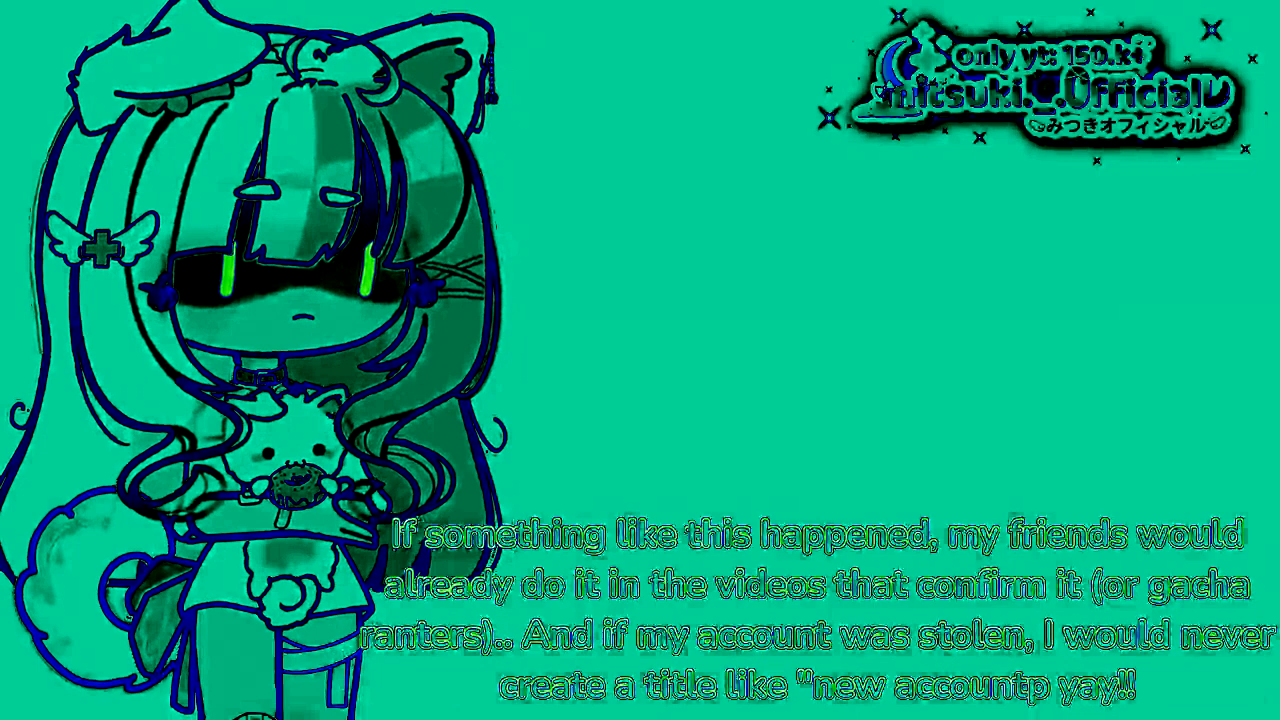 only yt: 150.k+
mitsuki. .Official
みつきオフィシャル
If something like this happened, my friends would
already do it in the videos that confirm it (or gacha
ranters).. And if my account was stolen, I would never
create a title like "new accountp yay!!